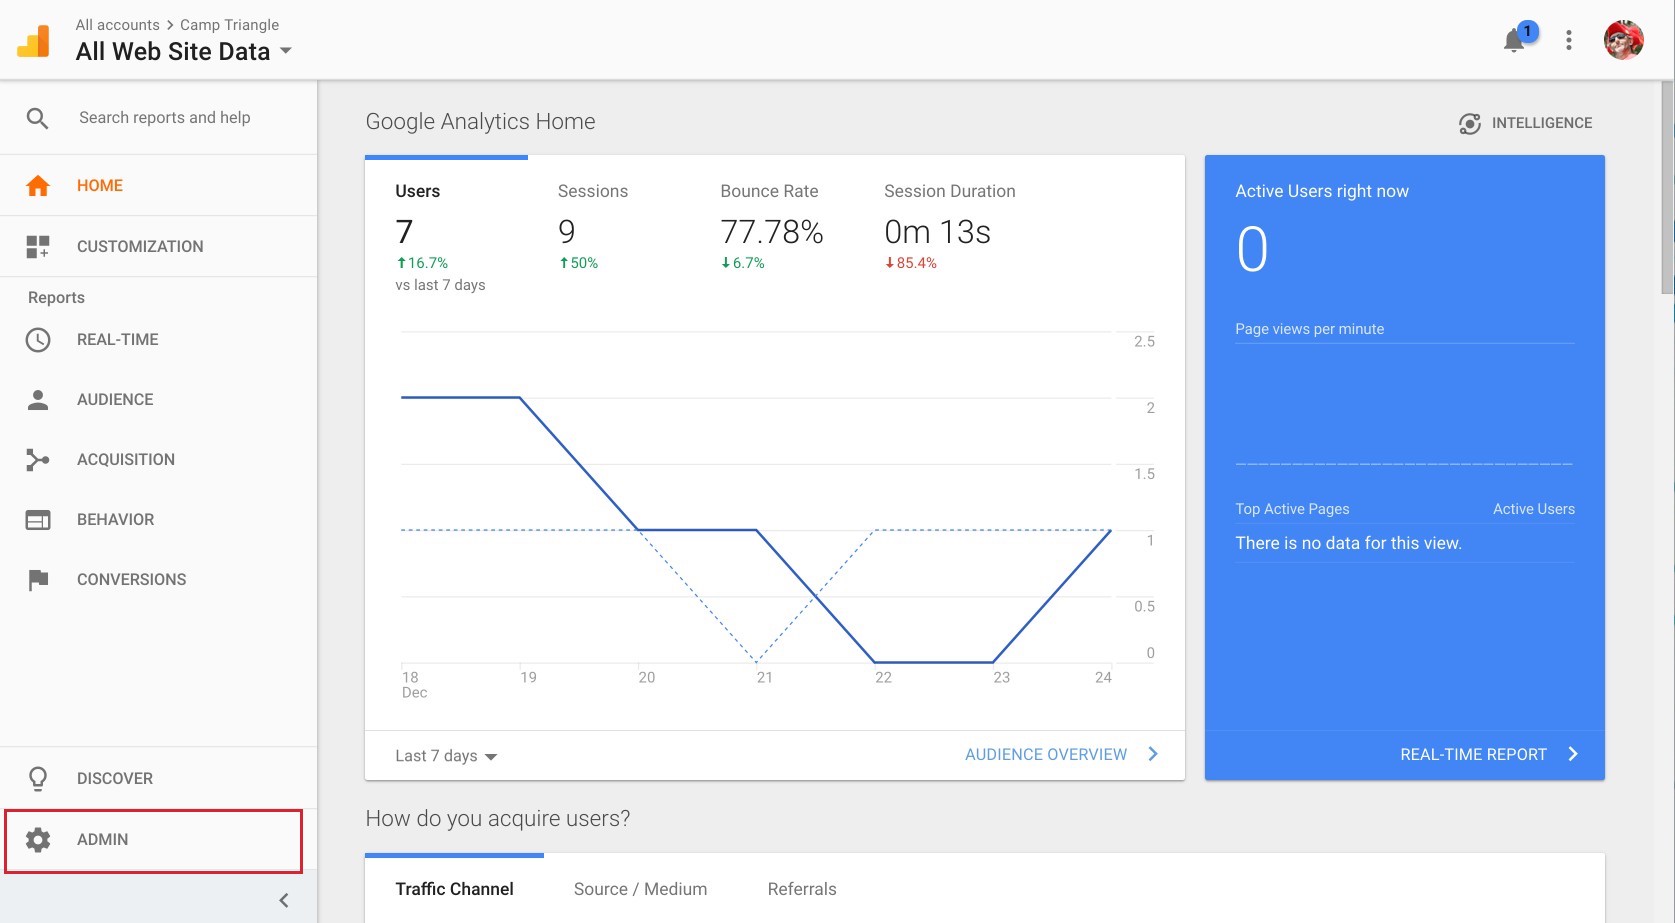 All accounts > Camp Triangle
All Web Site Data
1
Search reports and help
HOME
CUSTOMIZATION
Reports
REAL-TIME
AUDIENCE
ACQUISITION
BEHAVIOR
CONVERSIONS
DISCOVER
ADMIN
Google Analytics Home
INTELLIGENCE
Users
7
16.7%
vs last 7 days
Sessions
9
50%
Bounce Rate
77.78%
6.7%
Session Duration
0m 13s
85.4%
2.5
2
1.5
1
0.5
0
18
Dec
19
20
21
22
23
24
Last 7 days
AUDIENCE OVERVIEW
Active Users right now
0
Page views per minute
Top Active Pages Active Users
There is no data for this view.
REAL-TIME REPORT
How do you acquire users?
Traffic Channel Source / Medium Referrals